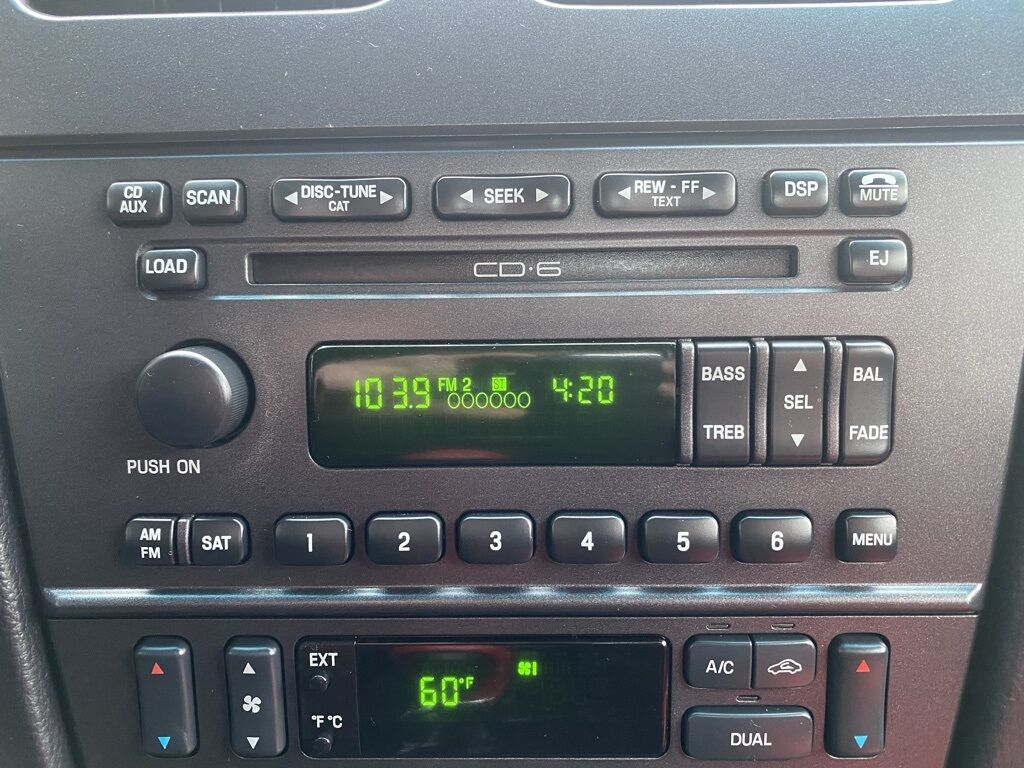 CD AUX
SCAN
DISC-TUNE
CAT
SEEK
REW - FF
TEXT
DSP
MUTE
LOAD
CD·6
EJ
103.9 FM 2 ST 4:20
BASS
TREB
SEL
BAL
FADE
PUSH ON
AM
FM
SAT
1
2
3
4
5
6
MENU
EXT
°F °C
60°F
A/C
DUAL